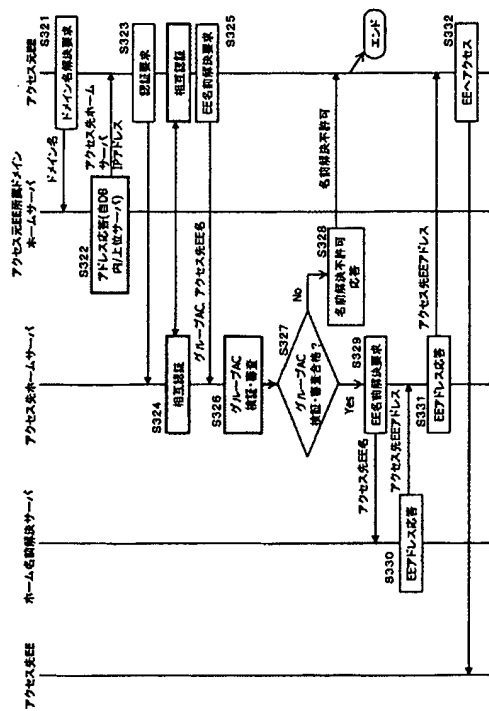 アクセス元EE
アクセス元EE所属ドメイン
ホームサーバ
アクセス先ホームサーバ
ホーム名前解決サーバ
アクセス先EE
S321
ドメイン名解決要求
ドメイン名
S322
アドレス応答(自DB
内/上位サーバ)
アクセス先ホーム
サーバ
IPアドレス
S323
認証要求
S324
相互認証
相互認証
S325
EE名前解決要求
グループAC、アクセス先EE名
S326
グループAC
検証・審査
S327
グループAC
検証・審査合格?
No
S328
名前解決不許可
応答
名前解決不許可
エンド
Yes
S329
EE名前解決要求
アクセス先EE名
S330
EEアドレス応答
アクセス先EEアドレス
S331
EEアドレス応答
アクセス先EEアドレス
S332
EEへアクセス